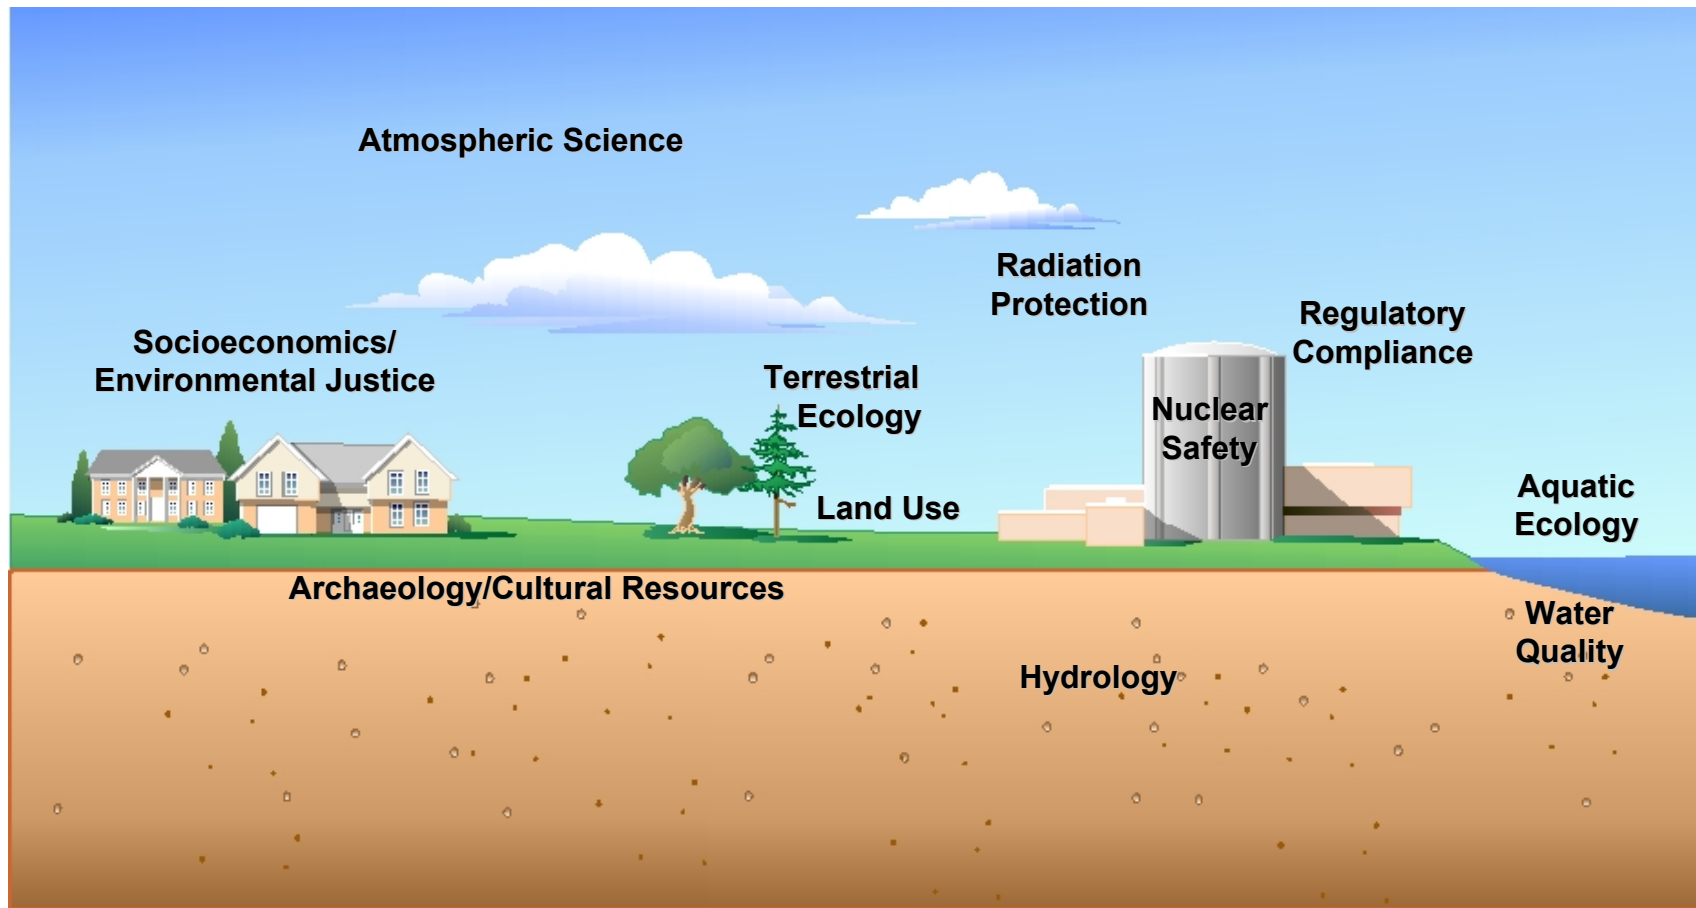 Atmospheric Science
Radiation
Protection
Regulatory
Compliance
Socioeconomics/
Environmental Justice
Terrestrial
Ecology
Nuclear
Safety
Land Use
Aquatic
Ecology
Archaeology/Cultural Resources
Water
Quality
Hydrology